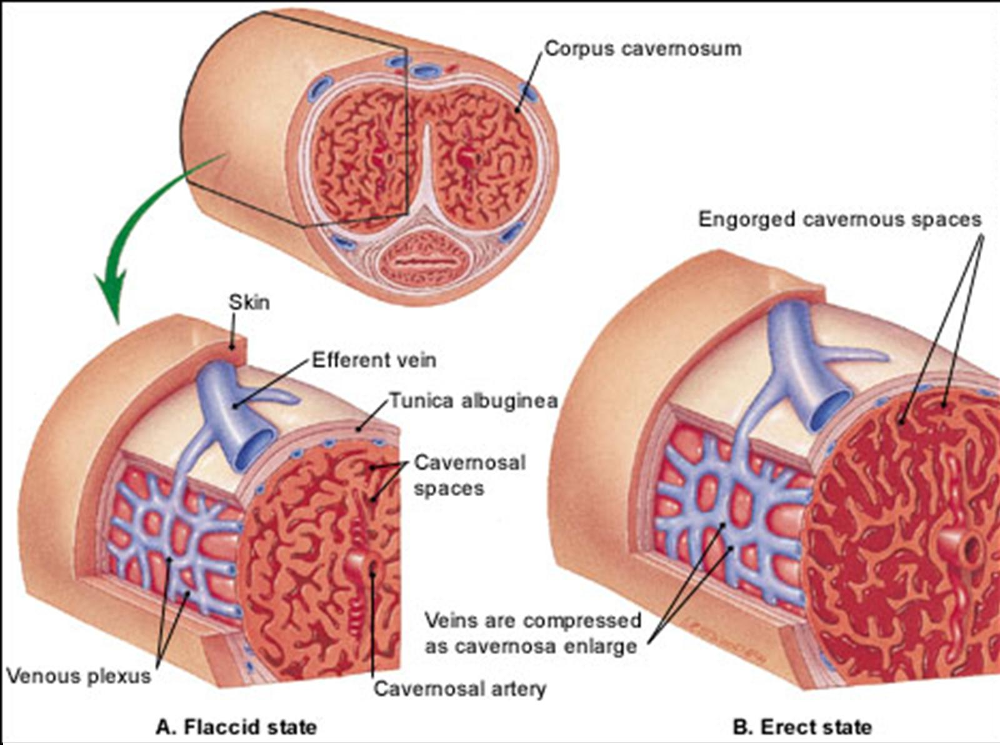 Corpus cavernosum
Engorged cavernous spaces
Skin
Efferent vein
Tunica albuginea
Cavernosal
spaces
Veins are compressed
as cavernosa enlarge
Venous plexus
Cavernosal artery
A. Flaccid state
B. Erect state